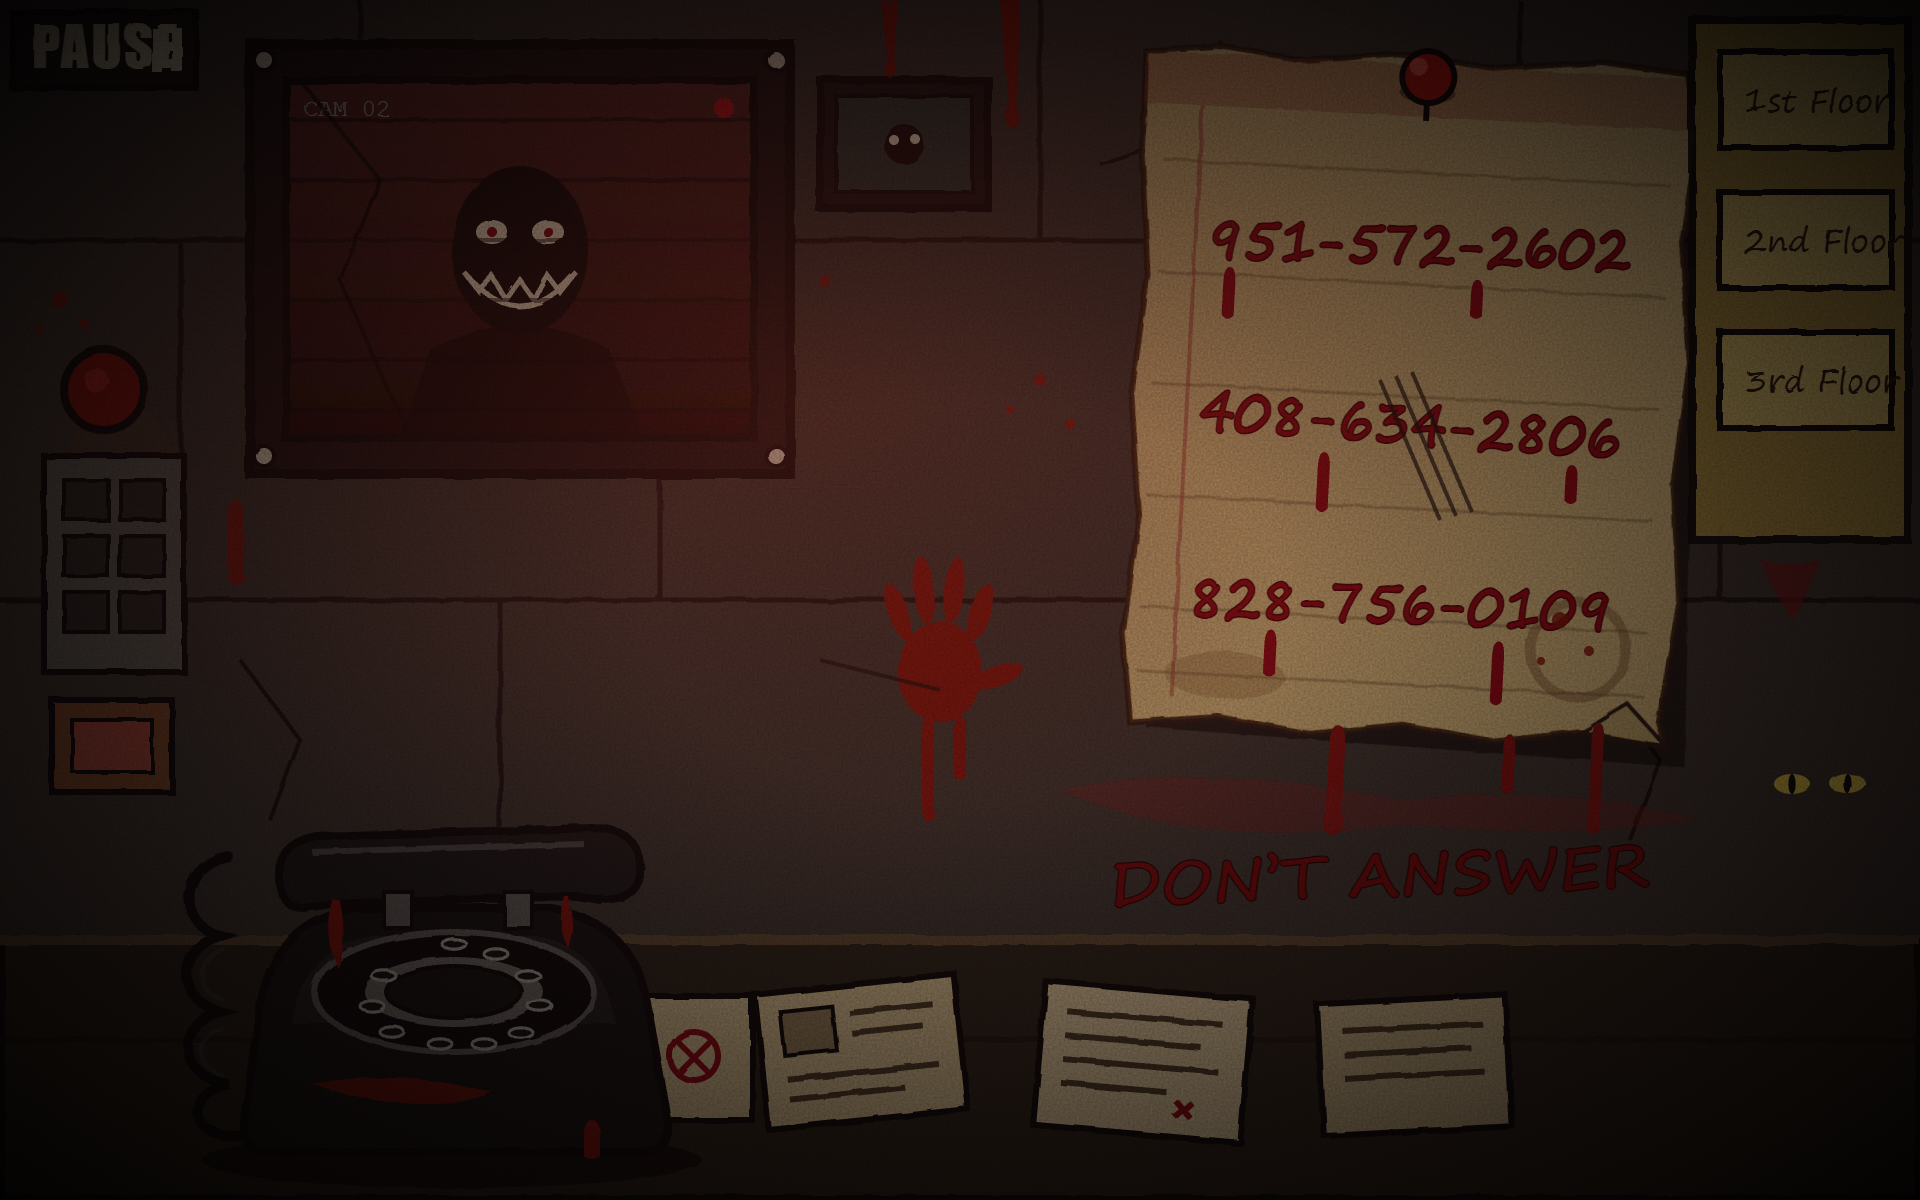 CAM 02
951-572-2602
408-634-2806
828-756-0109
DON'T ANSWER
1st Floor
2nd Floor
3rd Floor